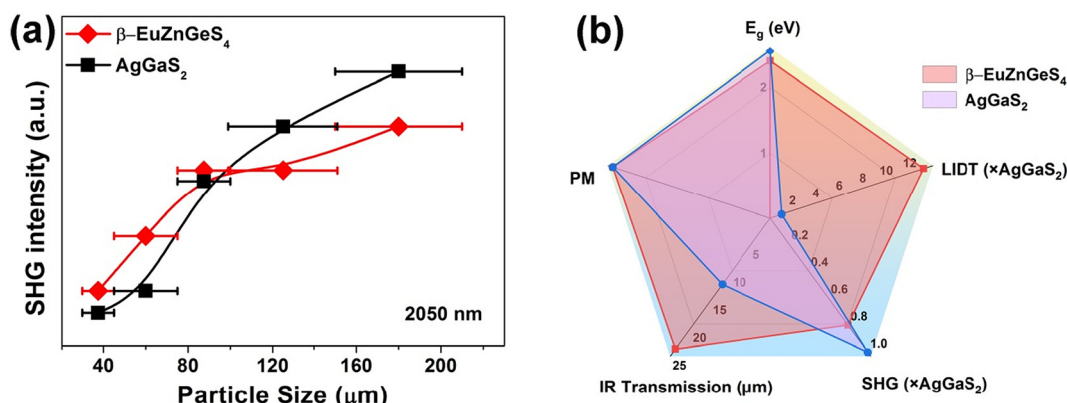 (a)
β–EuZnGeS₄
AgGaS₂
SHG intensity (a.u.)
2050 nm
40 80 120 160 200
Particle Size (μm)
(b)
E_g (eV)
β–EuZnGeS₄
AgGaS₂
2
1
LIDT (×AgGaS₂)
2 4 6 8 10 12
PM
0.2
0.4
0.6
0.8
1.0
5
10
15
20
25
IR Transmission (μm)
SHG (×AgGaS₂)